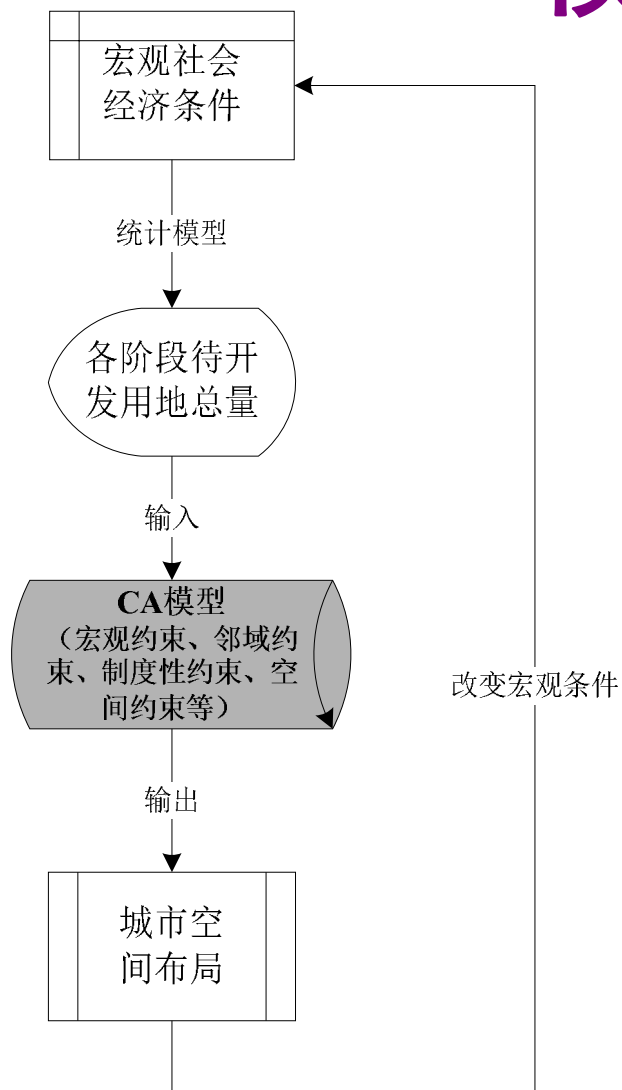 宏观社会
经济条件
统计模型
各阶段待开
发用地总量
输入
CA模型
（宏观约束、邻域约
束、制度性约束、空
间约束等）
改变宏观条件
输出
城市空
间布局